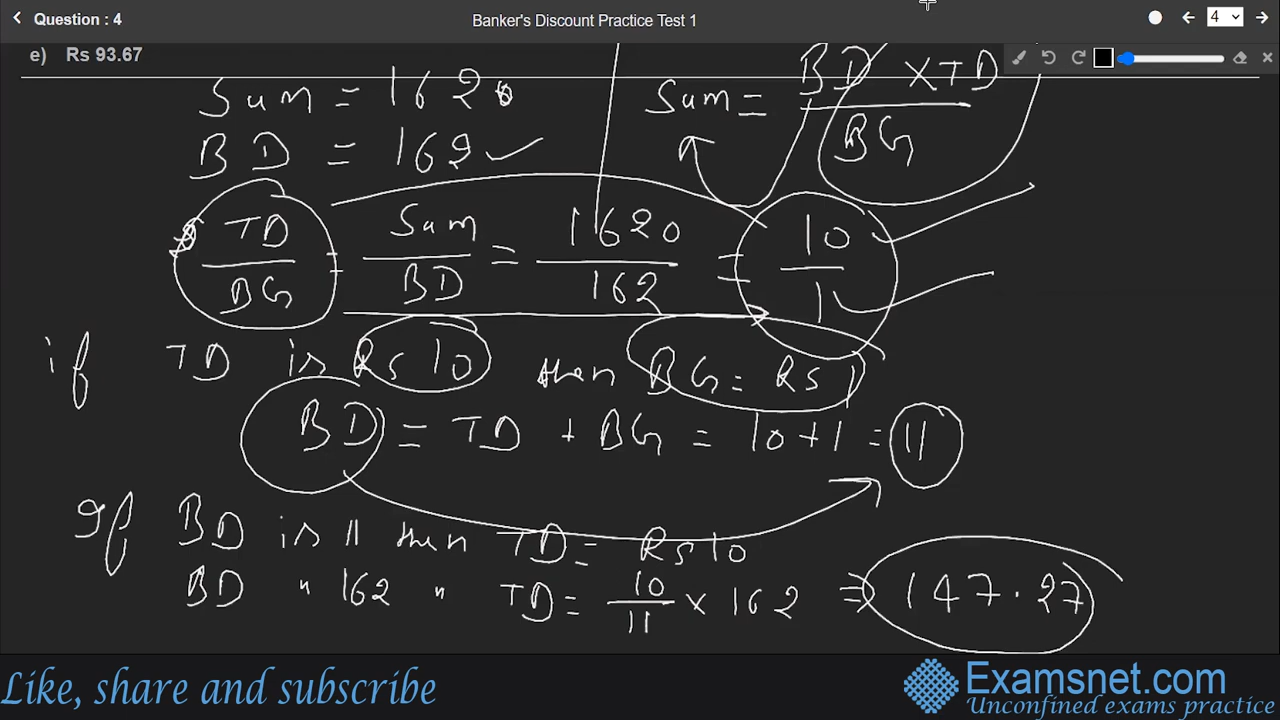 Question : 4
Banker's Discount Practice Test 1
4
e) Rs 93.67
Sum = 1620
Sum = BD X TD / BG
BD = 162 ✓
TD / BG = Sum / BD = 1620 / 162 = 10 / 1
if TD is Rs 10 then BG = Rs 1
BD = TD + BG = 10 + 1 = 11
If BD is 11 then TD = Rs 10
BD " 162 " TD = 10 / 11 x 162 ⇒ 147.27
Like, share and subscribe
Examsnet.com
Unconfined exams practice